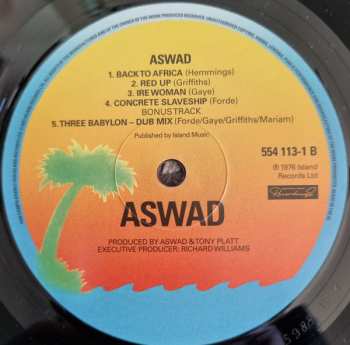 ASWAD
1. BACK TO AFRICA (Hemmings)
2. RED UP (Griffiths)
3. IRE WOMAN (Gaye)
4. CONCRETE SLAVESHIP (Forde)
BONUS TRACK
5. THREE BABYLON – DUB MIX (Forde/Gaye/Griffiths/Mariam)
Published by Island Music
554 113-1 B
℗ 1976 Island
Records Ltd
ASWAD
PRODUCED BY ASWAD & TONY PLATT
EXECUTIVE PRODUCER: RICHARD WILLIAMS